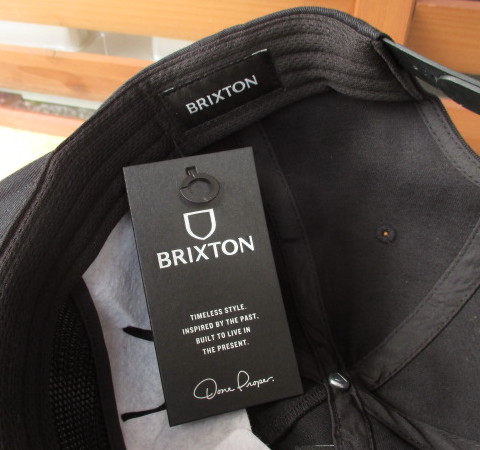 BRIXTON
BRIXTON
TIMELESS STYLE.
INSPIRED BY THE PAST,
BUILT TO LIVE IN
THE PRESENT.
Done Proper.